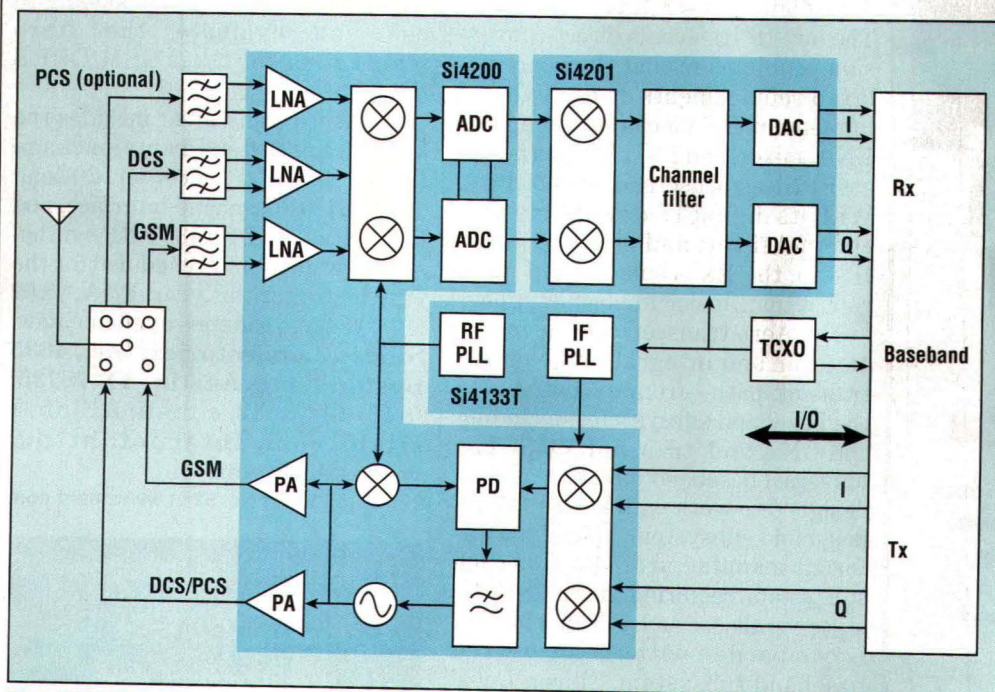 PCS (optional)
LNA
Si4200
ADC
Si4201
DAC
I
DCS
LNA
Channel
filter
Rx
GSM
LNA
ADC
DAC
Q
RF
PLL
IF
PLL
TCXO
Baseband
Si4133T
I/O
GSM
PA
PD
I
Tx
DCS/PCS
PA
Q